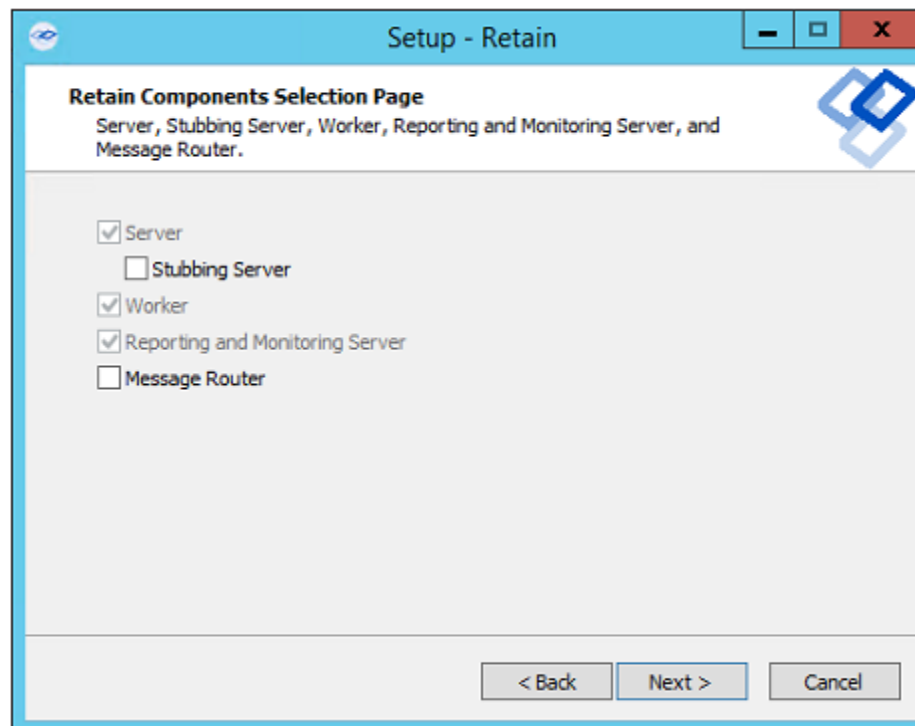 Setup - Retain
Retain Components Selection Page
Server, Stubbing Server, Worker, Reporting and Monitoring Server, and
Message Router.
Server
Stubbing Server
Worker
Reporting and Monitoring Server
Message Router
< Back Next > Cancel